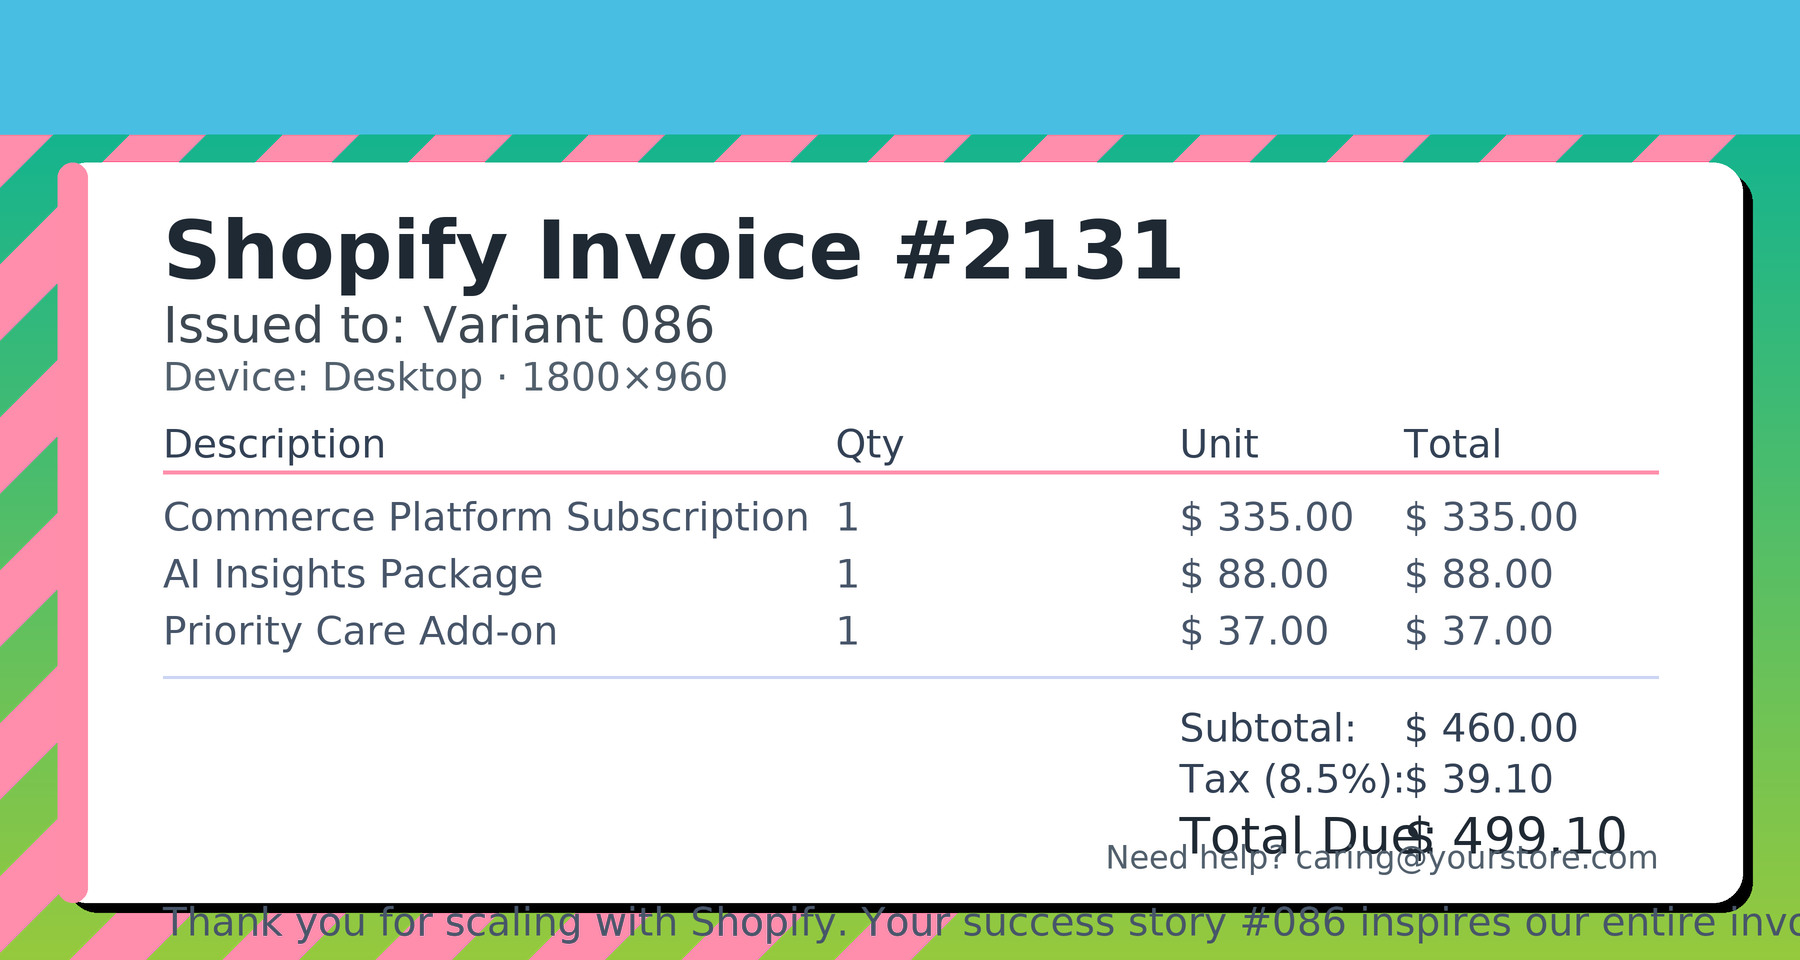 Shopify Invoice #2131
Issued to: Variant 086
Device: Desktop · 1800×960
Description Qty Unit Total
Commerce Platform Subscription 1 $ 335.00 $ 335.00
AI Insights Package 1 $ 88.00 $ 88.00
Priority Care Add-on 1 $ 37.00 $ 37.00
Subtotal: $ 460.00
Tax (8.5%): $ 39.10
Total Due: $ 499.10
Need help? caring@yourstore.com
Thank you for scaling with Shopify. Your success story #086 inspires our entire